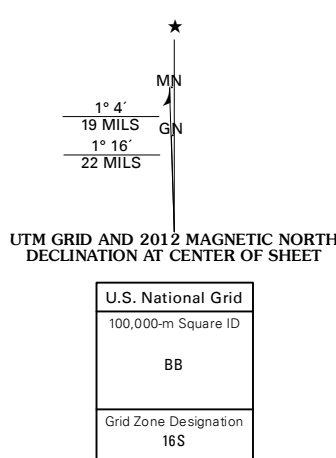 ★
MN
1° 4´
19 MILS
GN
1° 16´
22 MILS
UTM GRID AND 2012 MAGNETIC NORTH
DECLINATION AT CENTER OF SHEET
U.S. National Grid
100,000-m Square ID
BB
Grid Zone Designation
16S